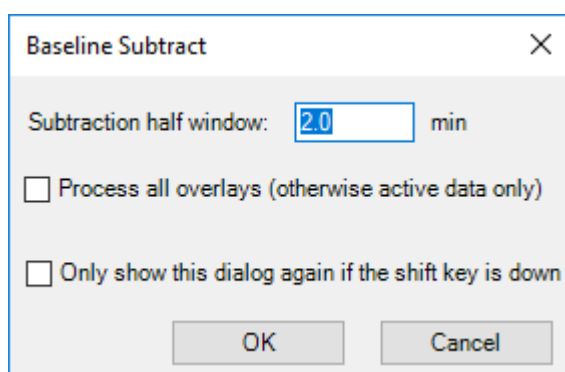 Baseline Subtract
Subtraction half window: 2.0 min
Process all overlays (otherwise active data only)
Only show this dialog again if the shift key is down
OK Cancel